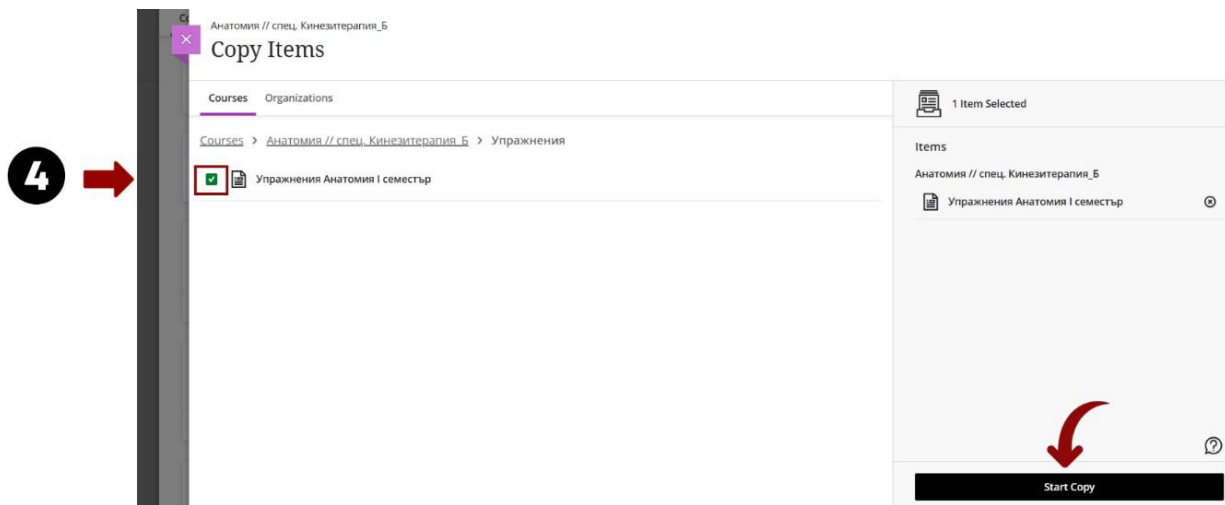 Анатомия // спец. Кинезитерапия_Б
Copy Items
Courses Organizations
Courses > Анатомия // спец. Кинезитерапия_Б > Упражнения
4
Упражнения Анатомия I семестър
1 Item Selected
Items
Анатомия // спец. Кинезитерапия_Б
Упражнения Анатомия I семестър
Start Copy